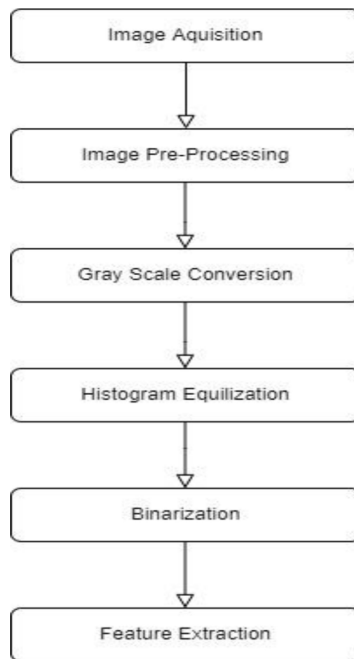 Image Aquisition
Image Pre-Processing
Gray Scale Conversion
Histogram Equilization
Binarization
Feature Extraction